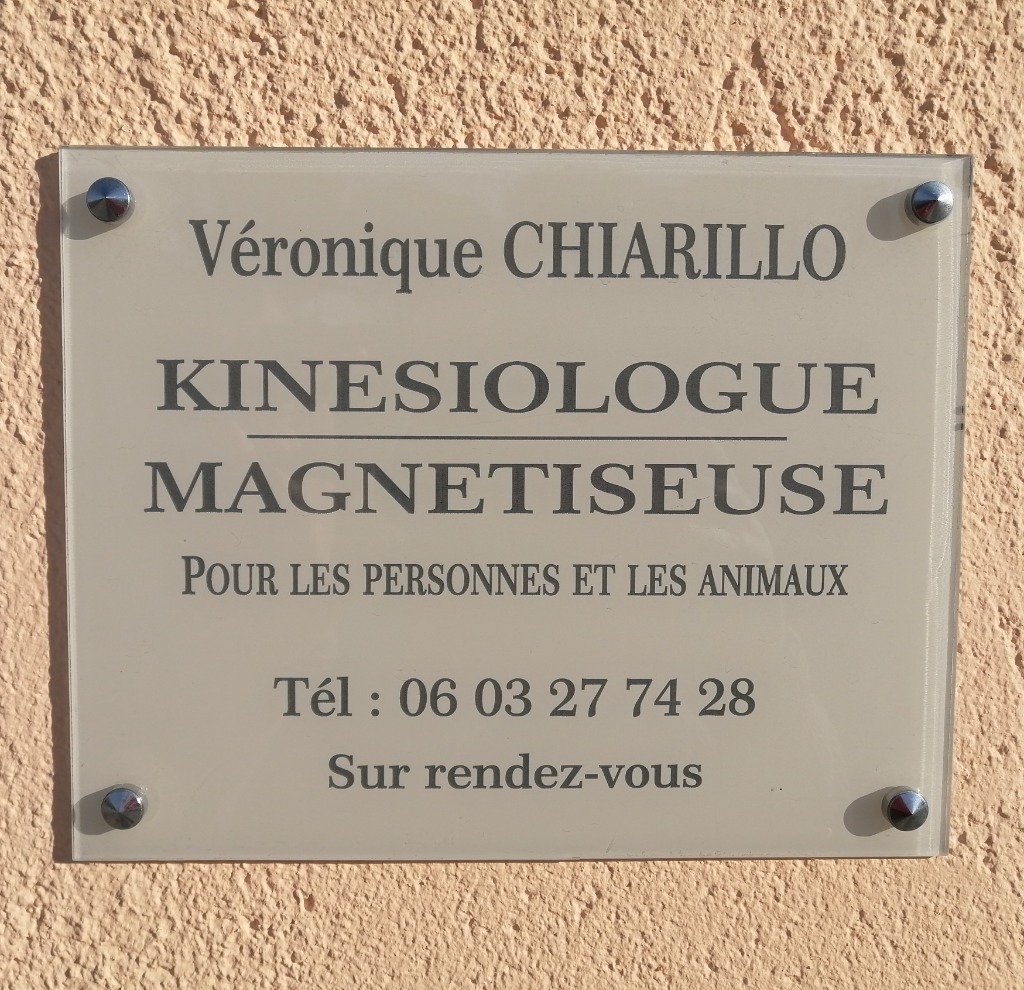 Véronique CHIARILLO
KINESIOLOGUE
MAGNETISEUSE
POUR LES PERSONNES ET LES ANIMAUX
Tél : 06 03 27 74 28
Sur rendez-vous